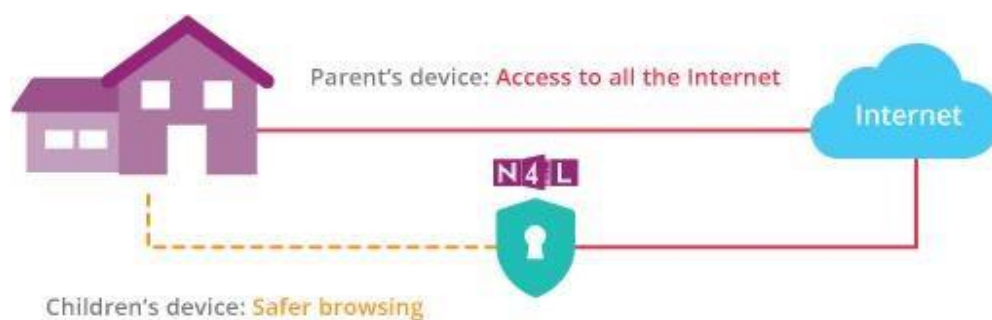 Parent's device: Access to all the Internet
Internet
N4L
Children's device: Safer browsing